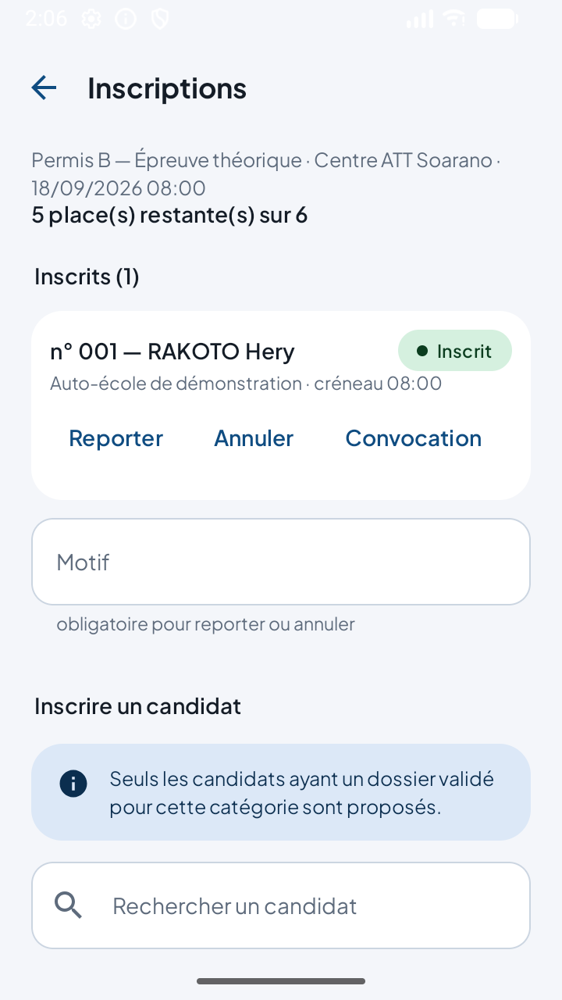 2:06
Inscriptions
Permis B — Épreuve théorique · Centre ATT Soarano ·
18/09/2026 08:00
5 place(s) restante(s) sur 6
Inscrits (1)
n° 001 — RAKOTO Hery
Inscrit
Auto-école de démonstration · créneau 08:00
Reporter Annuler Convocation
Motif
obligatoire pour reporter ou annuler
Inscrire un candidat
Seuls les candidats ayant un dossier validé
pour cette catégorie sont proposés.
Rechercher un candidat